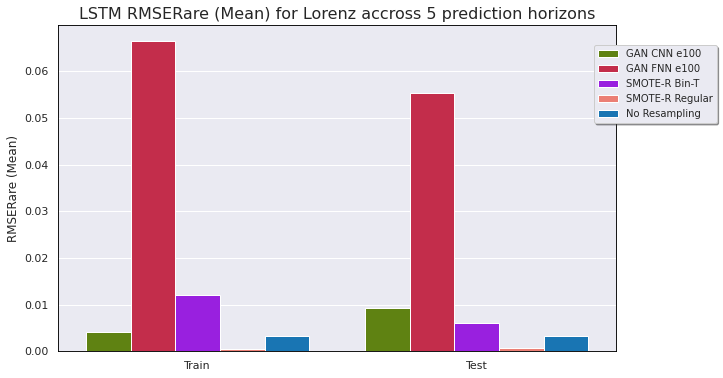 LSTM RMSERare (Mean) for Lorenz accross 5 prediction horizons
GAN CNN e100
GAN FNN e100
SMOTE-R Bin-T
SMOTE-R Regular
No Resampling
RMSERare (Mean)
0.06
0.05
0.04
0.03
0.02
0.01
0.00
Train
Test